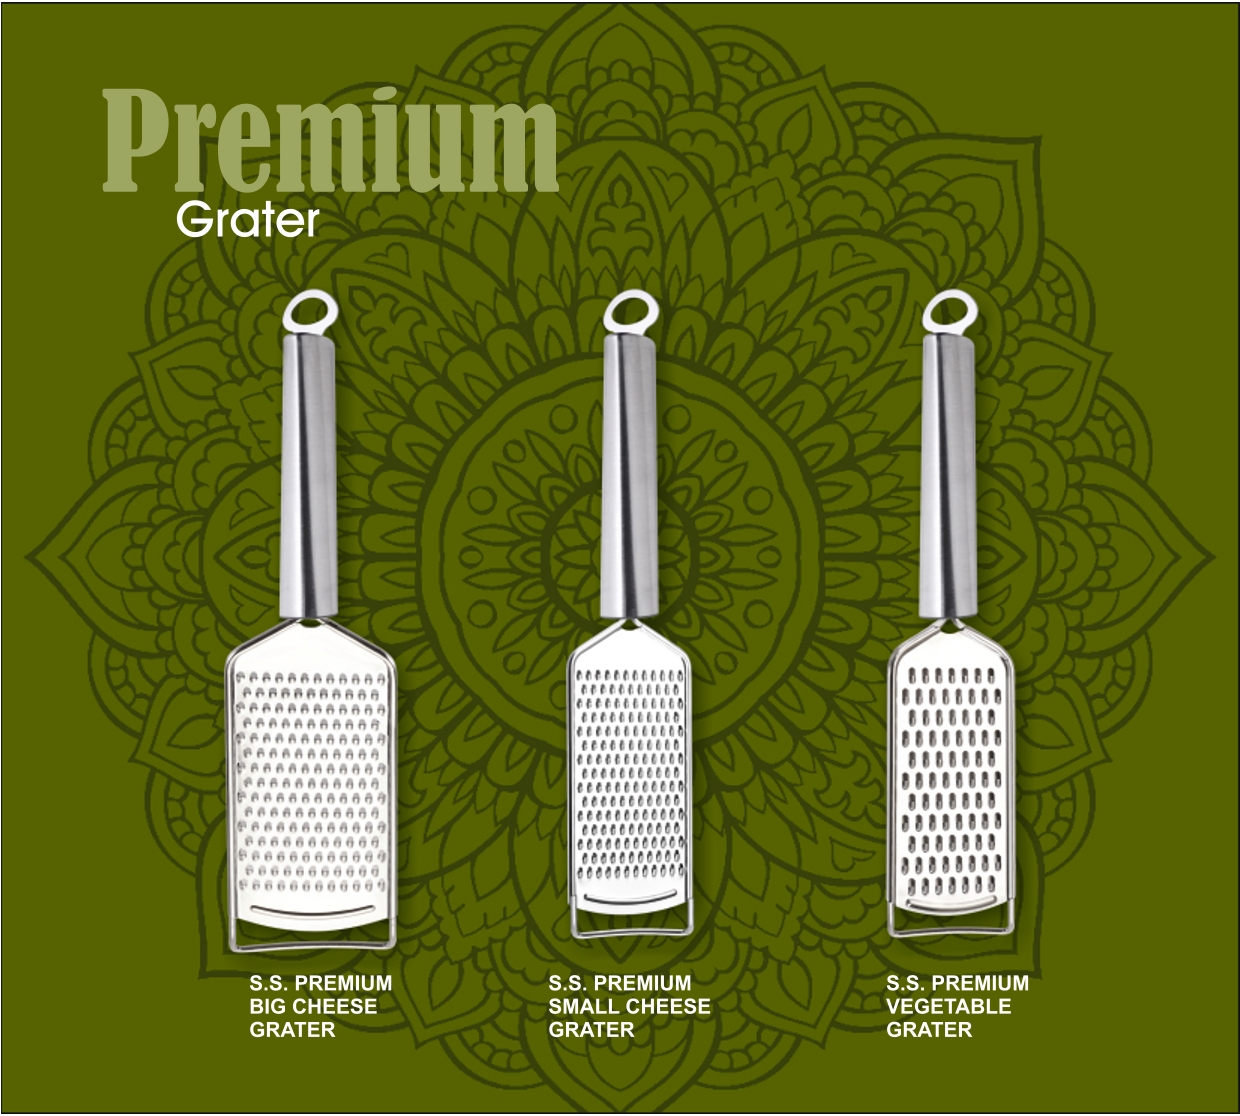 Premium
Grater
S.S. PREMIUM
BIG CHEESE
GRATER
S.S. PREMIUM
SMALL CHEESE
GRATER
S.S. PREMIUM
VEGETABLE
GRATER